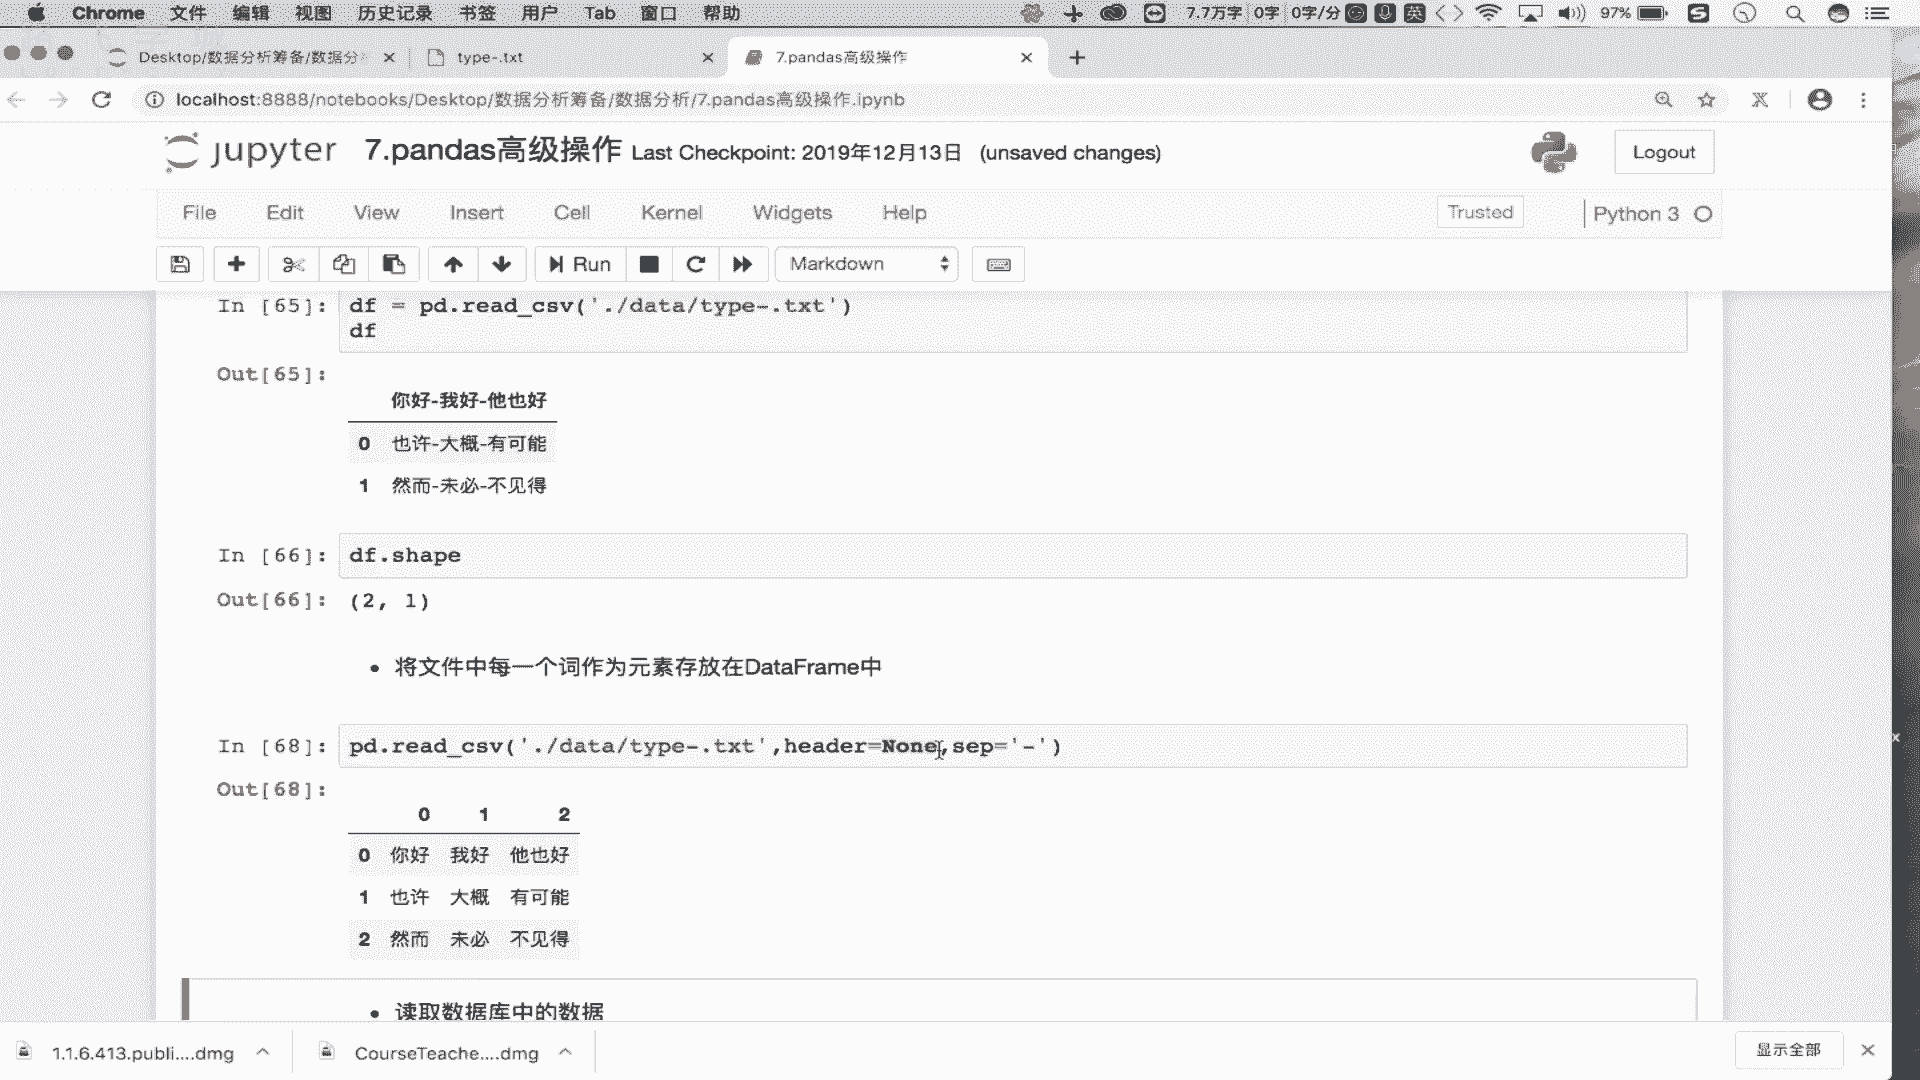 Chrome 文件 编辑 视图 历史记录 书签 用户 Tab 窗口 帮助 7.7万字 0字 0字/分 英 97%
Desktop/数据分析筹备/数据分 type-.txt 7.pandas高级操作
localhost:8888/notebooks/Desktop/数据分析筹备/数据分析/7.pandas高级操作.ipynb
jupyter 7.pandas高级操作 Last Checkpoint: 2019年12月13日 (unsaved changes) Logout
File Edit View Insert Cell Kernel Widgets Help Trusted Python 3
Run Markdown
In [65]: df = pd.read_csv('./data/type-.txt')
df
Out[65]:
你好-我好-他也好
0 也许-大概-有可能
1 然而-未必-不见得
In [66]: df.shape
Out[66]: (2, 1)
• 将文件中每一个词作为元素存放在DataFrame中
In [68]: pd.read_csv('./data/type-.txt',header=None,sep='-')
Out[68]:
0 1 2
0 你好 我好 他也好
1 也许 大概 有可能
2 然而 未必 不见得
• 读取数据库中的数据
1.1.6.413.publi....dmg CourseTeache....dmg 显示全部